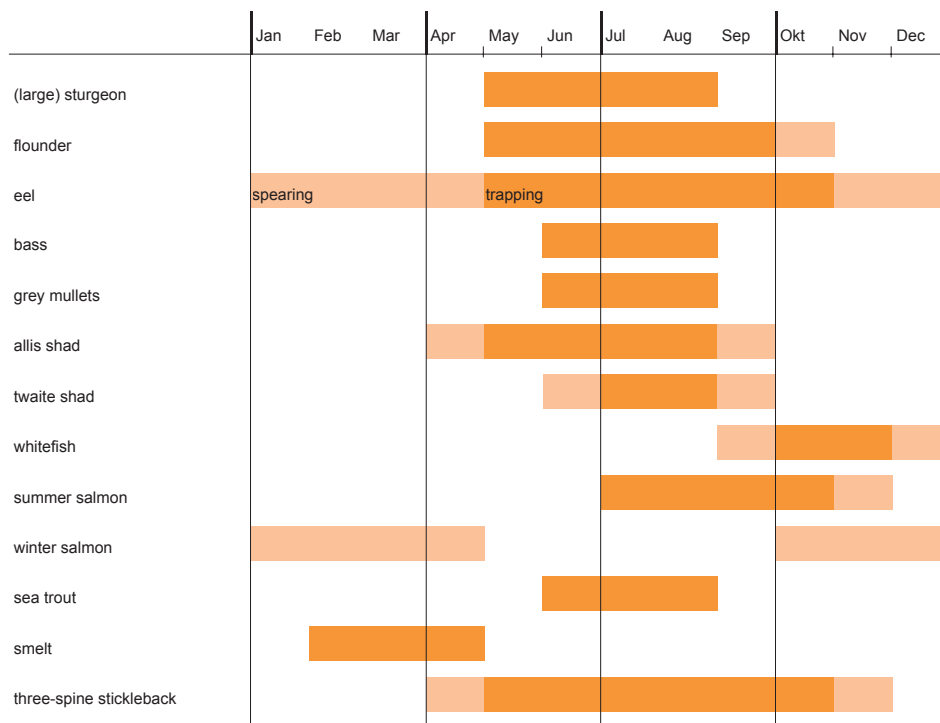 Jan Feb Mar Apr May Jun Jul Aug Sep Okt Nov Dec
(large) sturgeon
flounder
eel spearing trapping
bass
grey mullets
allis shad
twaite shad
whitefish
summer salmon
winter salmon
sea trout
smelt
three-spine stickleback